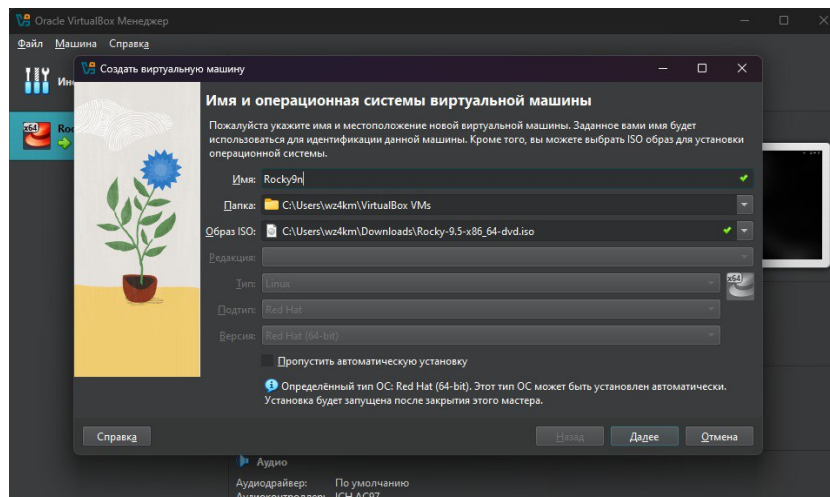 Oracle VirtualBox Менеджер
Файл Машина Справка
Создать виртуальную машину
x64
Имя и операционная системы виртуальной машины
Пожалуйста укажите имя и местоположение новой виртуальной машины. Заданное вами имя будет
использоваться для идентификации данной машины. Кроме того, вы можете выбрать ISO образ для установки
операционной системы.
Имя: Rocky9n
Папка: C:\Users\wz4km\VirtualBox VMs
Образ ISO: C:\Users\wz4km\Downloads\Rocky-9.5-x86_64-dvd.iso
Редакция:
Тип: Linux
x64
Подтип: Red Hat
Версия: Red Hat (64-bit)
Пропустить автоматическую установку
Определённый тип ОС: Red Hat (64-bit). Этот тип ОС может быть установлен автоматически.
Установка будет запущена после закрытия этого мастера.
Справка Назад Далее Отмена
Аудио
Аудиодрайвер: По умолчанию
Аудиоконтроллер: ICH AC97